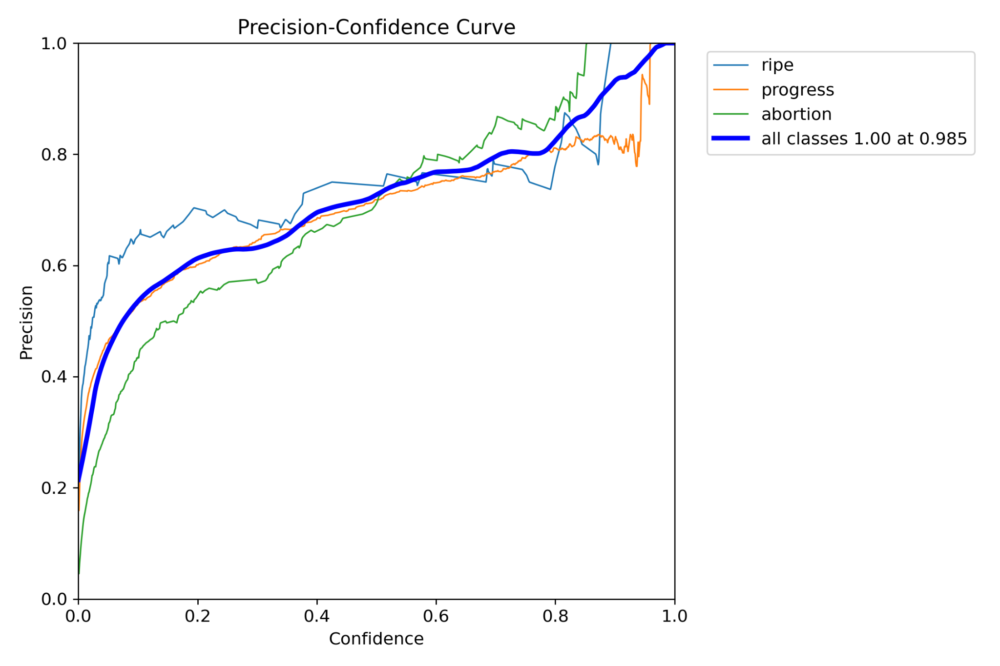 Precision-Confidence Curve
1.0
0.8
0.6
0.4
0.2
0.0
Precision
0.0 0.2 0.4 0.6 0.8 1.0
Confidence
ripe
progress
abortion
all classes 1.00 at 0.985